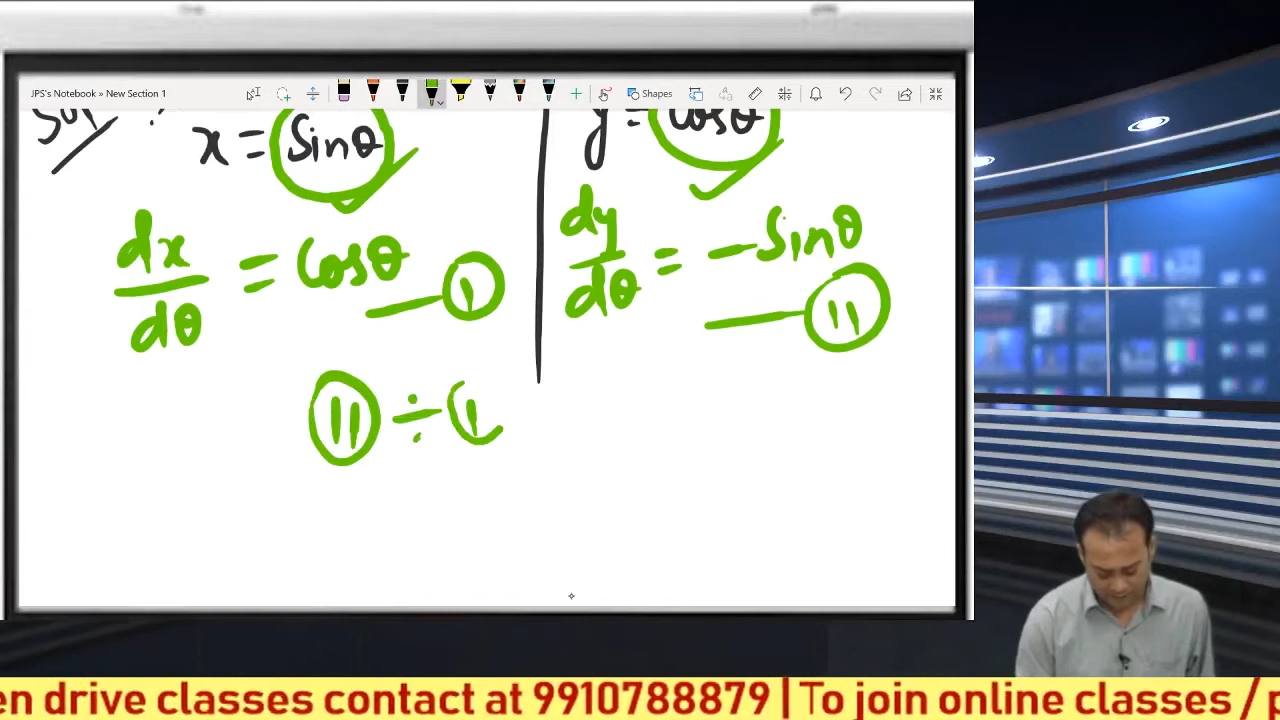 JPS's Notebook » New Section 1
Shapes
Sol
x = Sinθ
y = Cosθ
dx/dθ = Cosθ — (I)
dy/dθ = -Sinθ — (II)
(II) ÷ (I
en drive classes contact at 9910788879 | To join online classes / p